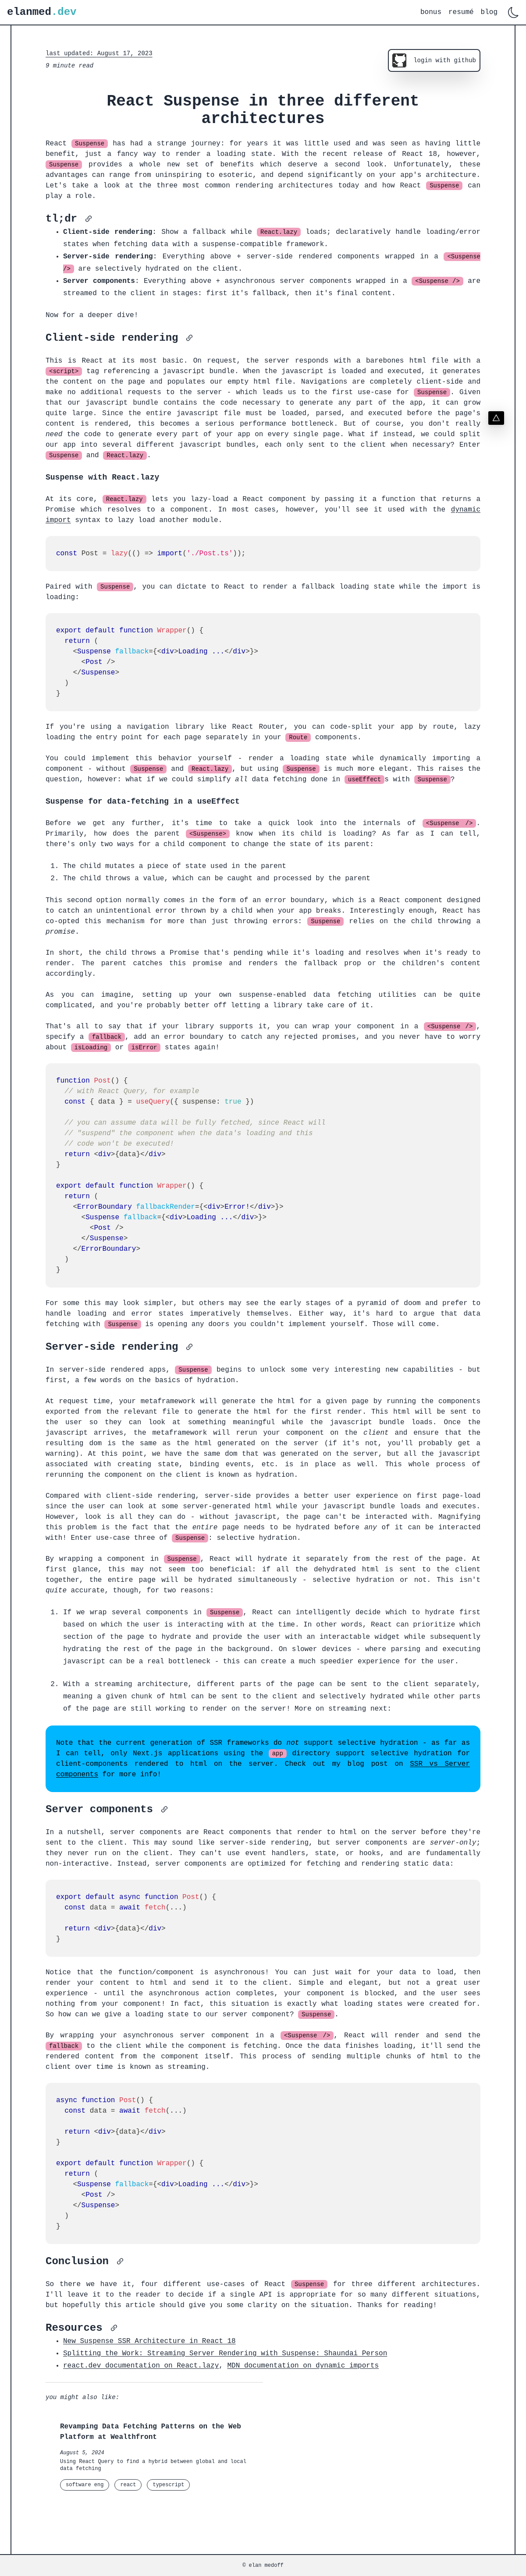 elanmed.dev
bonus resumé blog
last updated: August 17, 2023
9 minute read
login with github
React Suspense in three different
architectures
React Suspense has had a strange journey: for years it was little used and was seen as having little
benefit, just a fancy way to render a loading state. With the recent release of React 18, however,
Suspense provides a whole new set of benefits which deserve a second look. Unfortunately, these
advantages can range from uninspiring to esoteric, and depend significantly on your app's architecture.
Let's take a look at the three most common rendering architectures today and how React Suspense can
play a role.
tl;dr
• Client-side rendering: Show a fallback while React.lazy loads; declaratively handle loading/error
states when fetching data with a suspense-compatible framework.
• Server-side rendering: Everything above + server-side rendered components wrapped in a <Suspense
/> are selectively hydrated on the client.
• Server components: Everything above + asynchronous server components wrapped in a <Suspense /> are
streamed to the client in stages: first it's fallback, then it's final content.
Now for a deeper dive!
Client-side rendering
This is React at its most basic. On request, the server responds with a barebones html file with a
<script> tag referencing a javascript bundle. When the javascript is loaded and executed, it generates
the content on the page and populates our empty html file. Navigations are completely client-side and
make no additional requests to the server - which leads us to the first use-case for Suspense. Given
that our javascript bundle contains the code necessary to generate any part of the app, it can grow
quite large. Since the entire javascript file must be loaded, parsed, and executed before the page's
content is rendered, this becomes a serious performance bottleneck. But of course, you don't really
need the code to generate every part of your app on every single page. What if instead, we could split
our app into several different javascript bundles, each only sent to the client when necessary? Enter
Suspense and React.lazy.
Suspense with React.lazy
At its core, React.lazy lets you lazy-load a React component by passing it a function that returns a
Promise which resolves to a component. In most cases, however, you'll see it used with the dynamic
import syntax to lazy load another module.
const Post = lazy(() => import('./Post.ts'));
Paired with Suspense, you can dictate to React to render a fallback loading state while the import is
loading:
export default function Wrapper() {
  return (
    <Suspense fallback={<div>Loading ...</div>}>
      <Post />
    </Suspense>
  )
}
If you're using a navigation library like React Router, you can code-split your app by route, lazy
loading the entry point for each page separately in your Route components.
You could implement this behavior yourself - render a loading state while dynamically importing a
component - without Suspense and React.lazy, but using Suspense is much more elegant. This raises the
question, however: what if we could simplify all data fetching done in useEffects with Suspense?
Suspense for data-fetching in a useEffect
Before we get any further, it's time to take a quick look into the internals of <Suspense />.
Primarily, how does the parent <Suspense> know when its child is loading? As far as I can tell,
there's only two ways for a child component to change the state of its parent:
1. The child mutates a piece of state used in the parent
2. The child throws a value, which can be caught and processed by the parent
This second option normally comes in the form of an error boundary, which is a React component designed
to catch an unintentional error thrown by a child when your app breaks. Interestingly enough, React has
co-opted this mechanism for more than just throwing errors: Suspense relies on the child throwing a
promise.
In short, the child throws a Promise that's pending while it's loading and resolves when it's ready to
render. The parent catches this promise and renders the fallback prop or the children's content
accordingly.
As you can imagine, setting up your own suspense-enabled data fetching utilities can be quite
complicated, and you're probably better off letting a library take care of it.
That's all to say that if your library supports it, you can wrap your component in a <Suspense />,
specify a fallback, add an error boundary to catch any rejected promises, and you never have to worry
about isLoading or isError states again!
function Post() {
  // with React Query, for example
  const { data } = useQuery({ suspense: true })
  // you can assume data will be fully fetched, since React will
  // "suspend" the component when the data's loading and this
  // code won't be executed!
  return <div>{data}</div>
}
export default function Wrapper() {
  return (
    <ErrorBoundary fallbackRender={<div>Error!</div>}>
      <Suspense fallback={<div>Loading ...</div>}>
        <Post />
      </Suspense>
    </ErrorBoundary>
  )
}
For some this may look simpler, but others may see the early stages of a pyramid of doom and prefer to
handle loading and error states imperatively themselves. Either way, it's hard to argue that data
fetching with Suspense is opening any doors you couldn't implement yourself. Those will come.
Server-side rendering
In server-side rendered apps, Suspense begins to unlock some very interesting new capabilities - but
first, a few words on the basics of hydration.
At request time, your metaframework will generate the html for a given page by running the components
exported from the relevant file to generate the html for the first render. This html will be sent to
the user so they can look at something meaningful while the javascript bundle loads. Once the
javascript arrives, the metaframework will rerun your component on the client and ensure that the
resulting dom is the same as the html generated on the server (if it's not, you'll probably get a
warning). At this point, we have the same dom that was generated on the server, but all the javascript
associated with creating state, binding events, etc. is in place as well. This whole process of
rerunning the component on the client is known as hydration.
Compared with client-side rendering, server-side provides a better user experience on first page-load
since the user can look at some server-generated html while your javascript bundle loads and executes.
However, look is all they can do - without javascript, the page can't be interacted with. Magnifying
this problem is the fact that the entire page needs to be hydrated before any of it can be interacted
with! Enter use-case three of Suspense: selective hydration.
By wrapping a component in Suspense, React will hydrate it separately from the rest of the page. At
first glance, this may not seem too beneficial: if all the dehydrated html is sent to the client
together, the entire page will be hydrated simultaneously - selective hydration or not. This isn't
quite accurate, though, for two reasons:
1. If we wrap several components in Suspense, React can intelligently decide which to hydrate first
based on which the user is interacting with at the time. In other words, React can prioritize which
section of the page to hydrate and provide the user with an interactable widget while subsequently
hydrating the rest of the page in the background. On slower devices - where parsing and executing
javascript can be a real bottleneck - this can create a much speedier experience for the user.
2. With a streaming architecture, different parts of the page can be sent to the client separately,
meaning a given chunk of html can be sent to the client and selectively hydrated while other parts
of the page are still working to render on the server! More on streaming next:
Note that the current generation of SSR frameworks do not support selective hydration - as far as
I can tell, only Next.js applications using the app directory support selective hydration for
client-components rendered to html on the server. Check out my blog post on SSR vs Server
components for more info!
Server components
In a nutshell, server components are React components that render to html on the server before they're
sent to the client. This may sound like server-side rendering, but server components are server-only;
they never run on the client. They can't use event handlers, state, or hooks, and are fundamentally
non-interactive. Instead, server components are optimized for fetching and rendering static data:
export default async function Post() {
  const data = await fetch(...)
  return <div>{data}</div>
}
Notice that the function/component is asynchronous! You can just wait for your data to load, then
render your content to html and send it to the client. Simple and elegant, but not a great user
experience - until the asynchronous action completes, your component is blocked, and the user sees
nothing from your component! In fact, this situation is exactly what loading states were created for.
So how can we give a loading state to our server component? Suspense.
By wrapping your asynchronous server component in a <Suspense />, React will render and send the
fallback to the client while the component is fetching. Once the data finishes loading, it'll send the
rendered content from the component itself. This process of sending multiple chunks of html to the
client over time is known as streaming.
async function Post() {
  const data = await fetch(...)
  return <div>{data}</div>
}
export default function Wrapper() {
  return (
    <Suspense fallback={<div>Loading ...</div>}>
      <Post />
    </Suspense>
  )
}
Conclusion
So there we have it, four different use-cases of React Suspense for three different architectures.
I'll leave it to the reader to decide if a single API is appropriate for so many different situations,
but hopefully this article should give you some clarity on the situation. Thanks for reading!
Resources
• New Suspense SSR Architecture in React 18
• Splitting the Work: Streaming Server Rendering with Suspense: Shaundai Person
• react.dev documentation on React.lazy, MDN documentation on dynamic imports
you might also like:
Revamping Data Fetching Patterns on the Web
Platform at Wealthfront
August 5, 2024
Using React Query to find a hybrid between global and local
data fetching
software eng react typescript
© elan medoff